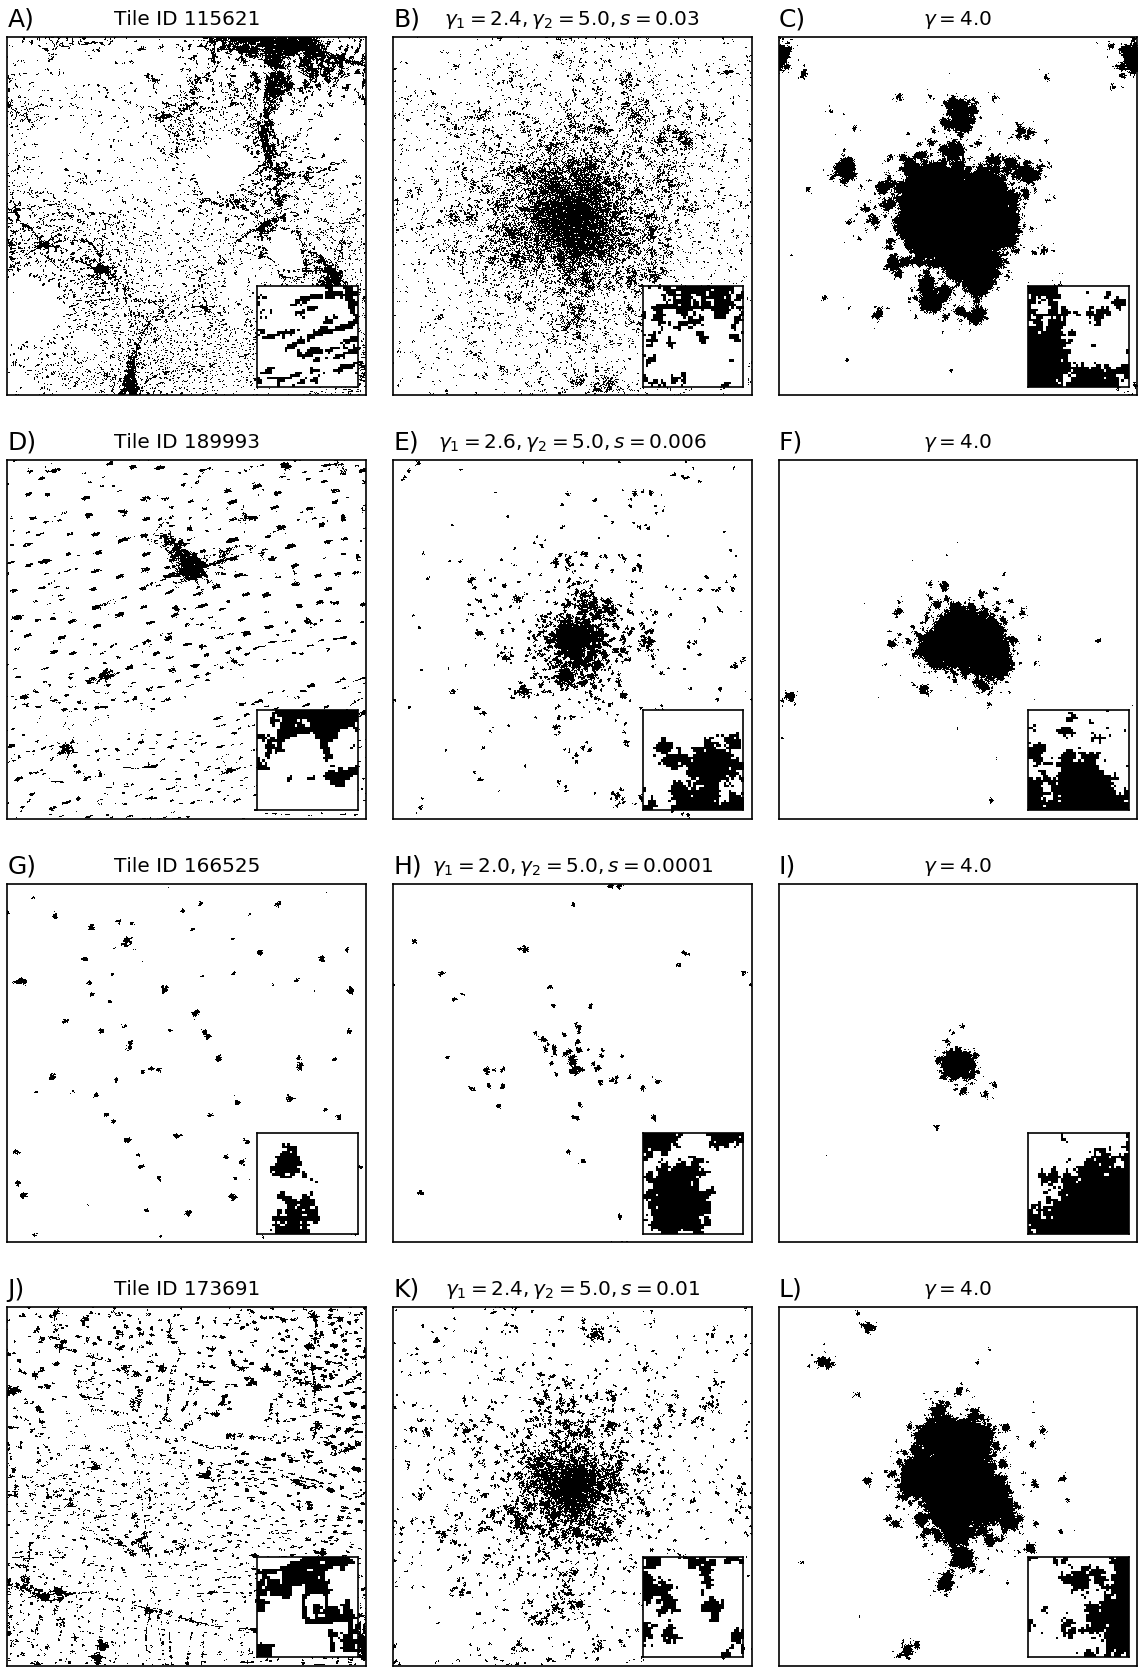 A) Tile ID 115621
B) γ₁ = 2.4, γ₂ = 5.0, s = 0.03
C) γ = 4.0
D) Tile ID 189993
E) γ₁ = 2.6, γ₂ = 5.0, s = 0.006
F) γ = 4.0
G) Tile ID 166525
H) γ₁ = 2.0, γ₂ = 5.0, s = 0.0001
I) γ = 4.0
J) Tile ID 173691
K) γ₁ = 2.4, γ₂ = 5.0, s = 0.01
L) γ = 4.0